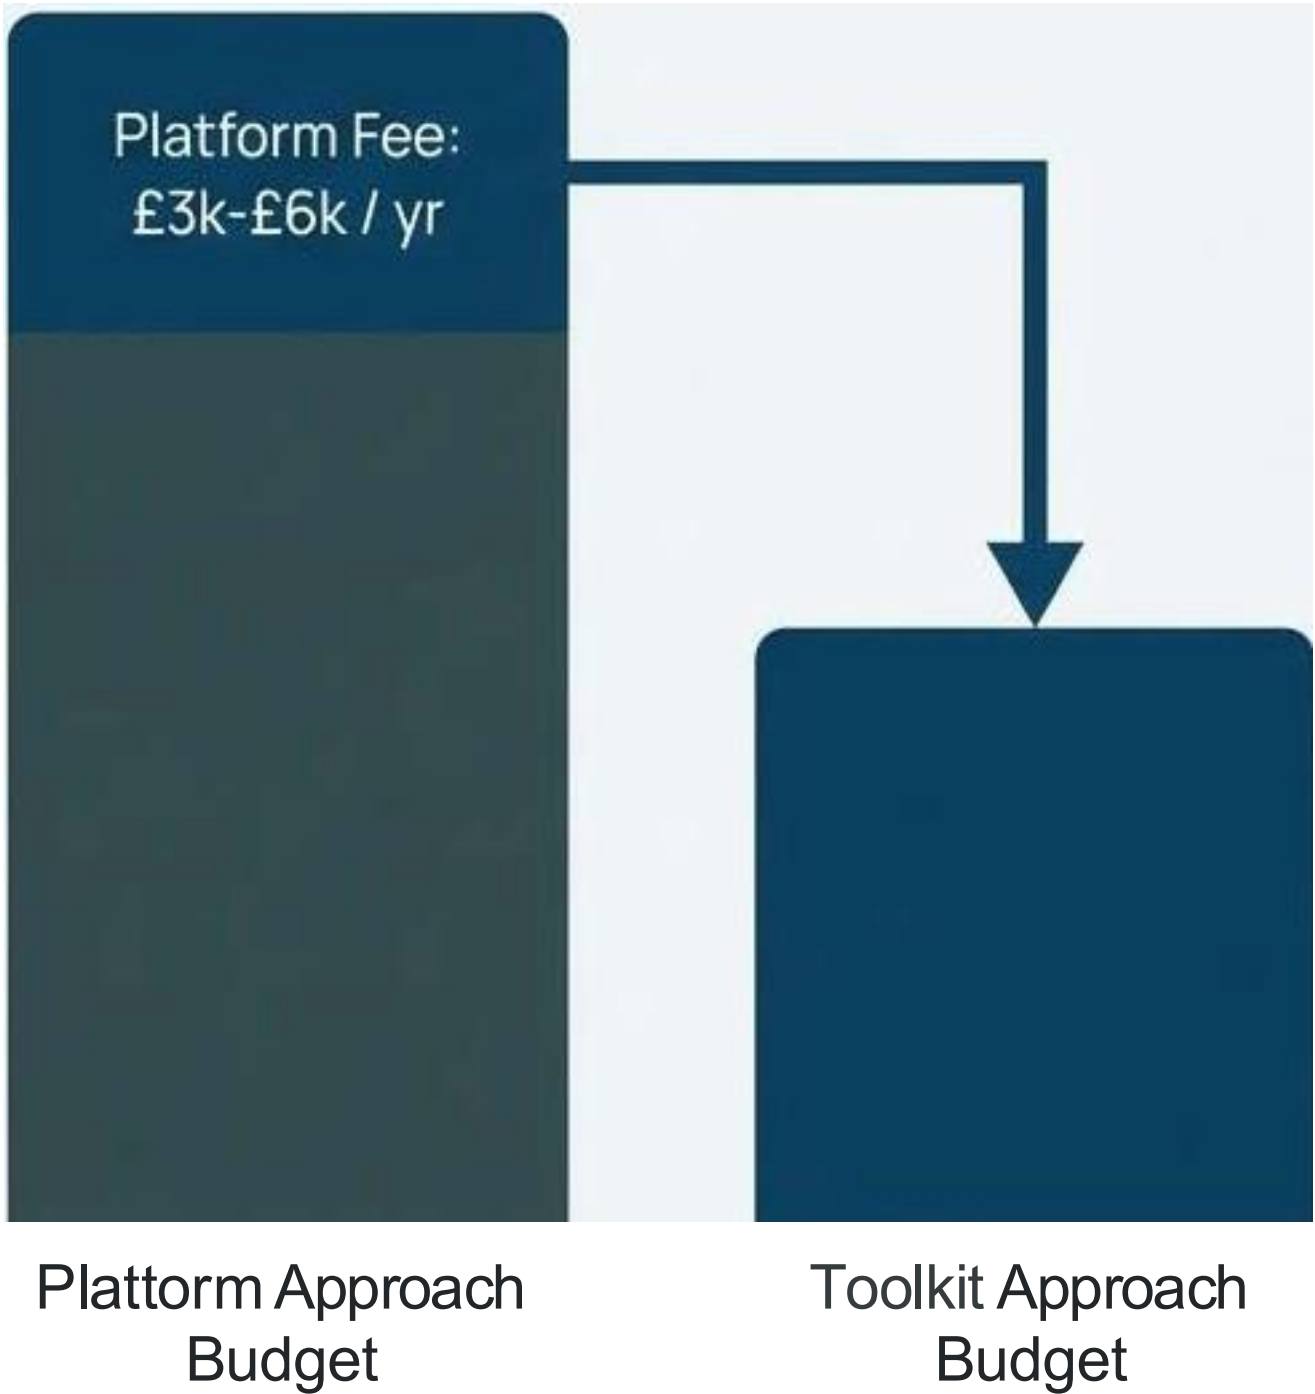 Platform Fee:
£3k-£6k / yr
Plattorm Approach
Budget
Toolkit Approach
Budget